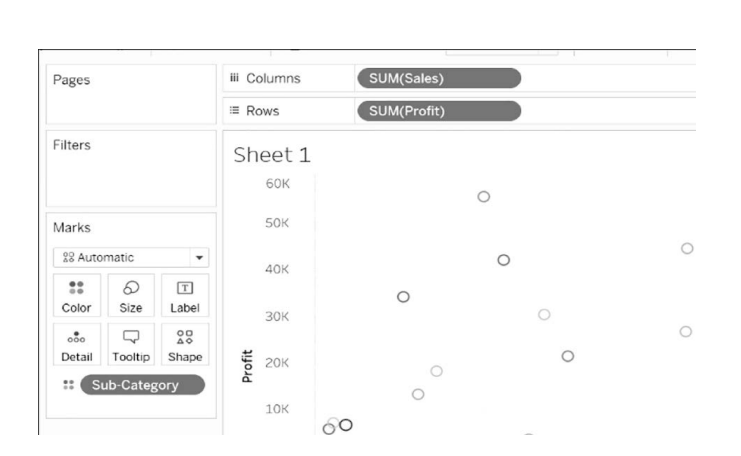 Pages
Columns SUM(Sales)
Rows SUM(Profit)
Filters
Sheet 1
Marks
Automatic
Color Size Label
Detail Tooltip Shape
Sub-Category
60K
50K
40K
30K
20K
10K
Profit